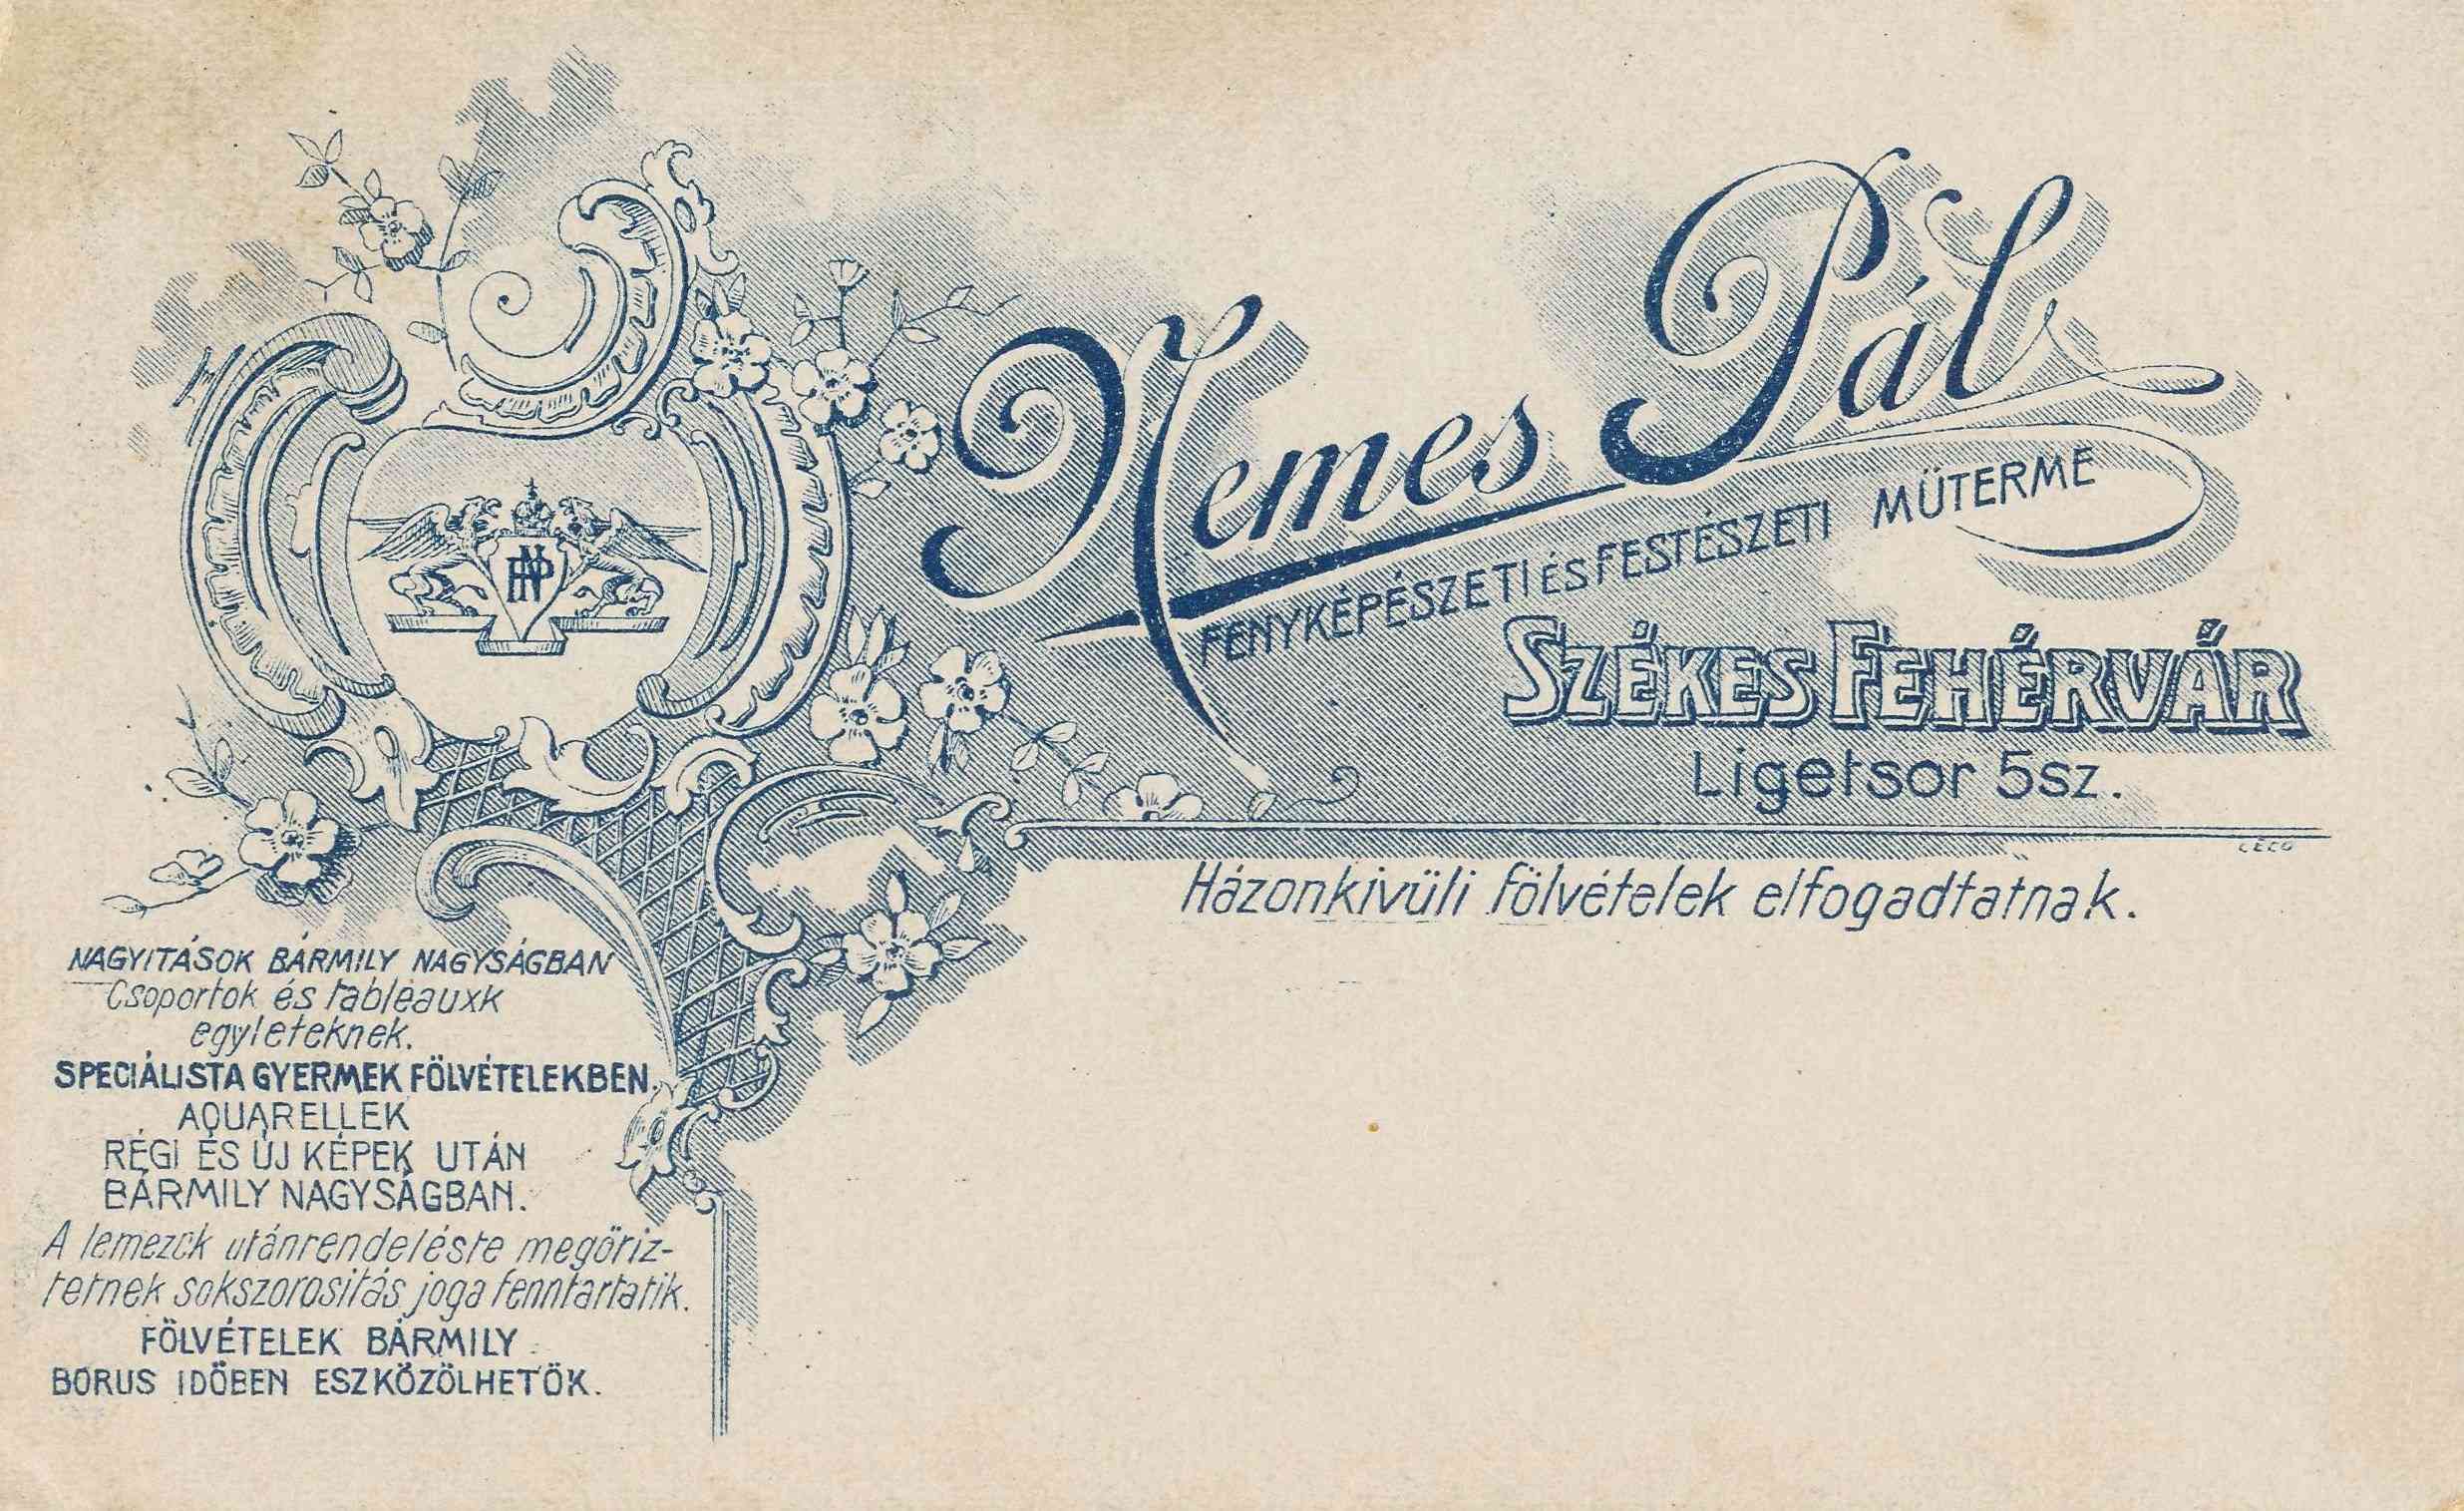 Nemes Pál
FÉNYKÉPÉSZETI ÉS FESTÉSZETI MŰTERME
SZÉKES FEHÉRVÁR
Ligetsor 5sz.
Házonkivüli fölvételek elfogadtatnak.
NAGYITÁSOK BÁRMILY NAGYSÁGBAN
Csoportok és tableauxk
egyleteknek.
SPECIÁLISTA GYERMEK FÖLVÉTELEKBEN.
AQUARELLEK
RÉGI ÉS ÚJ KÉPEK UTÁN
BÁRMILY NAGYSÁGBAN.
A lemezek utánrendeléste megőriz-
tetnek sokszorositás joga fenntartatik.
FÖLVÉTELEK BÁRMILY
BORUS IDŐBEN ESZKÖZÖLHETŐK.